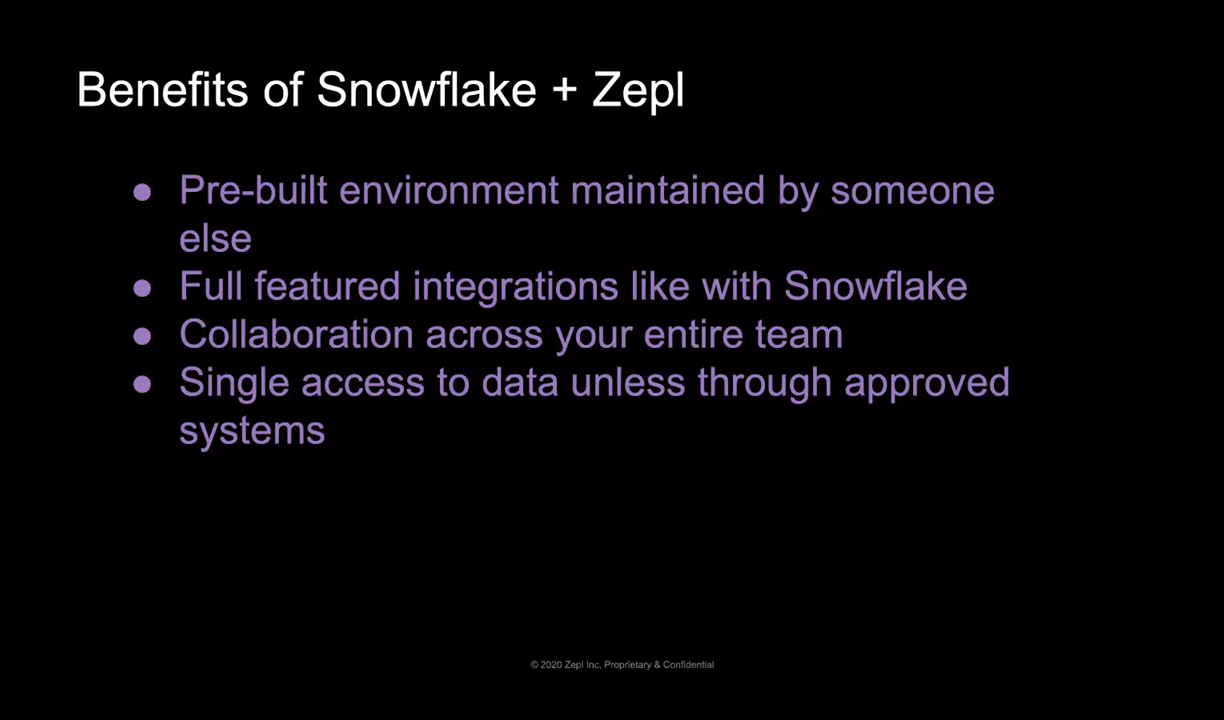 Benefits of Snowflake + Zepl
● Pre-built environment maintained by someone
else
● Full featured integrations like with Snowflake
● Collaboration across your entire team
● Single access to data unless through approved
systems
© 2020 Zepl Inc, Proprietary & Confidential